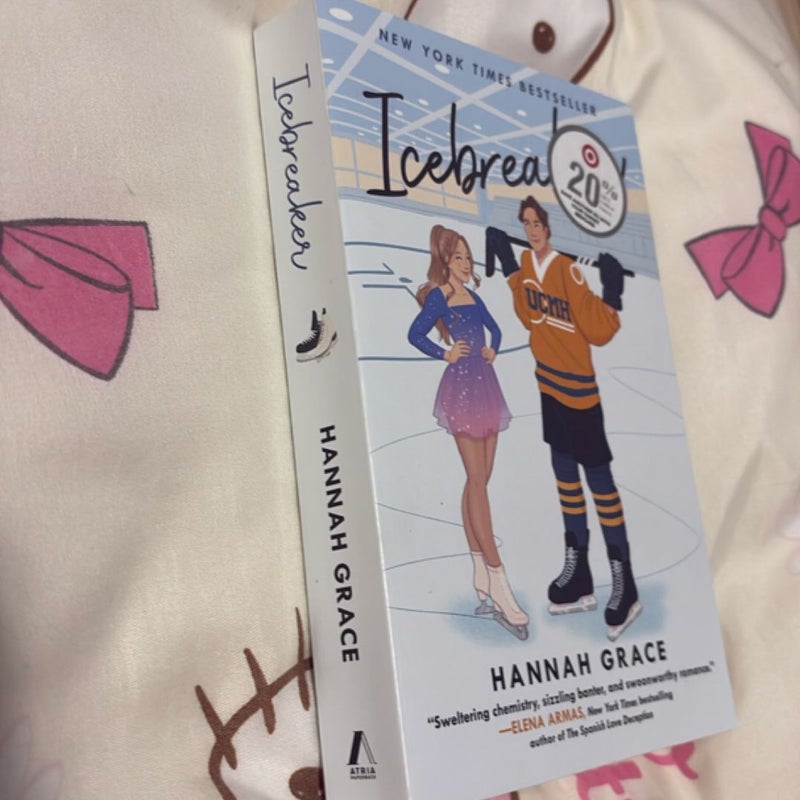 Icebreaker
HANNAH GRACE
ATRIA
PAPERBACK
NEW YORK TIMES BESTSELLER
Icebrea
20%
UCMH
HANNAH GRACE
“Sweltering chemistry, sizzling banter, and swoonworthy romance.”
—ELENA ARMAS, New York Times bestselling
author of The Spanish Love Deception